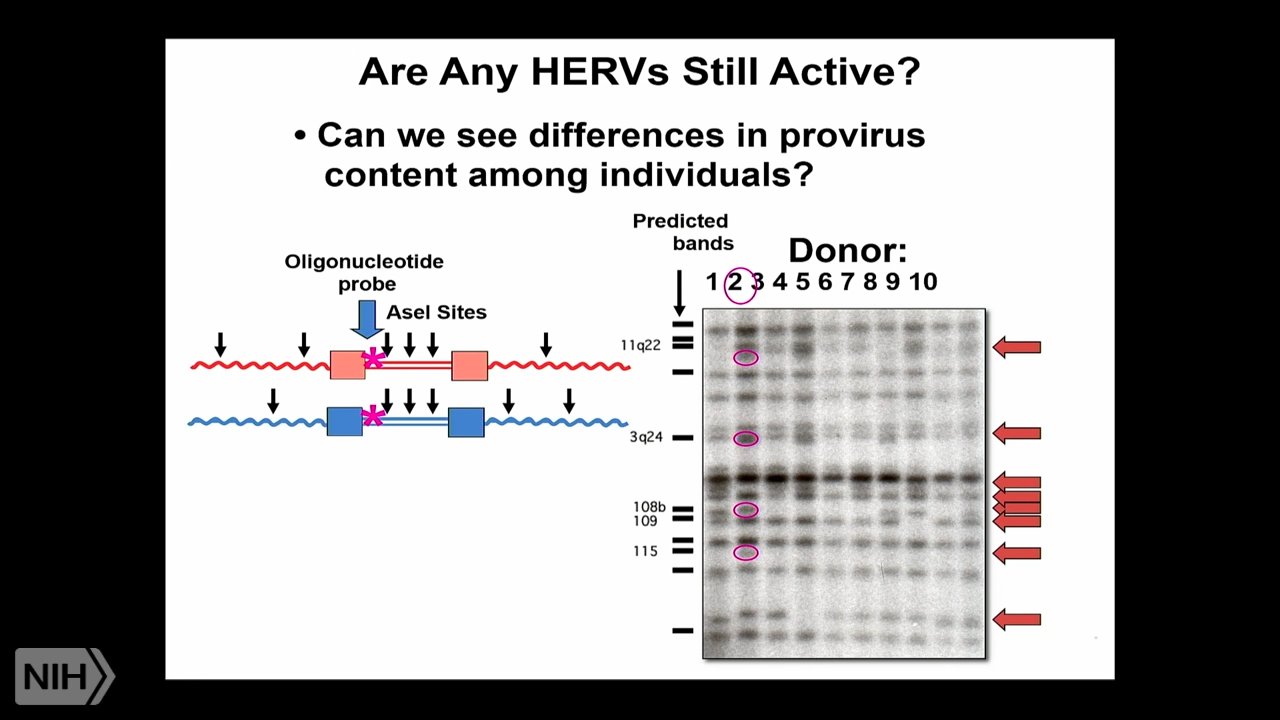 Are Any HERVs Still Active?
• Can we see differences in provirus
content among individuals?
Predicted
bands
Donor:
1 2 3 4 5 6 7 8 9 10
Oligonucleotide
probe
AseI Sites
*
*
11q22
3q24
108b
109
115
NIH